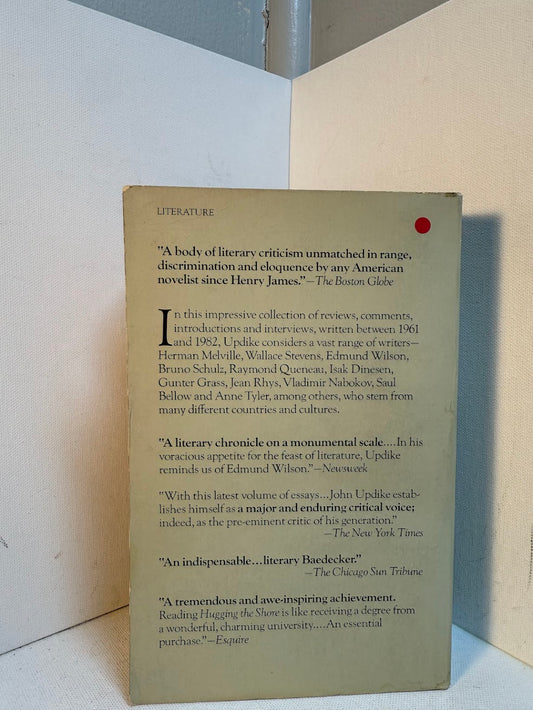 LITERATURE
"A body of literary criticism unmatched in range,
discrimination and eloquence by any American
novelist since Henry James."—The Boston Globe
In this impressive collection of reviews, comments,
introductions and interviews, written between 1961
and 1982, Updike considers a vast range of writers—
Herman Melville, Wallace Stevens, Edmund Wilson,
Bruno Schulz, Raymond Queneau, Isak Dinesen,
Gunter Grass, Jean Rhys, Vladimir Nabokov, Saul
Bellow and Anne Tyler, among others, who stem from
many different countries and cultures.
"A literary chronicle on a monumental scale....In his
voracious appetite for the feast of literature, Updike
reminds us of Edmund Wilson."—Newsweek
"With this latest volume of essays...John Updike estab-
lishes himself as a major and enduring critical voice;
indeed, as the pre-eminent critic of his generation."
—The New York Times
"An indispensable...literary Baedecker."
—The Chicago Sun Tribune
"A tremendous and awe-inspiring achievement.
Reading Hugging the Shore is like receiving a degree from
a wonderful, charming university....An essential
purchase."—Esquire